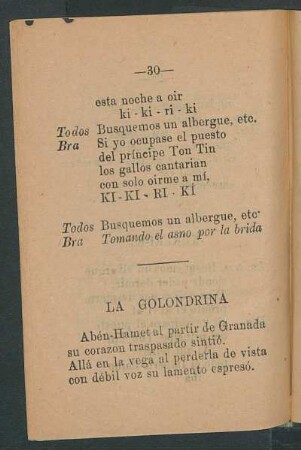 —30—
esta noche a oir
ki - ki - ri - ki
Todos Busquemos un albergue, etc.
Bra Si yo ocupase el puesto
del príncipe Ton Tin
los gallos cantarian
con solo oirme a mí,
KI - KI - RI - KÍ
Todos Busquemos un albergue, etc.
Bra Tomando el asno por la brida
LA GOLONDRINA
Abén-Hamet al partir de Granada
su corazon traspasado sintió.
Allá en la vega al perderla de vista
con débil voz su lamento espresó.